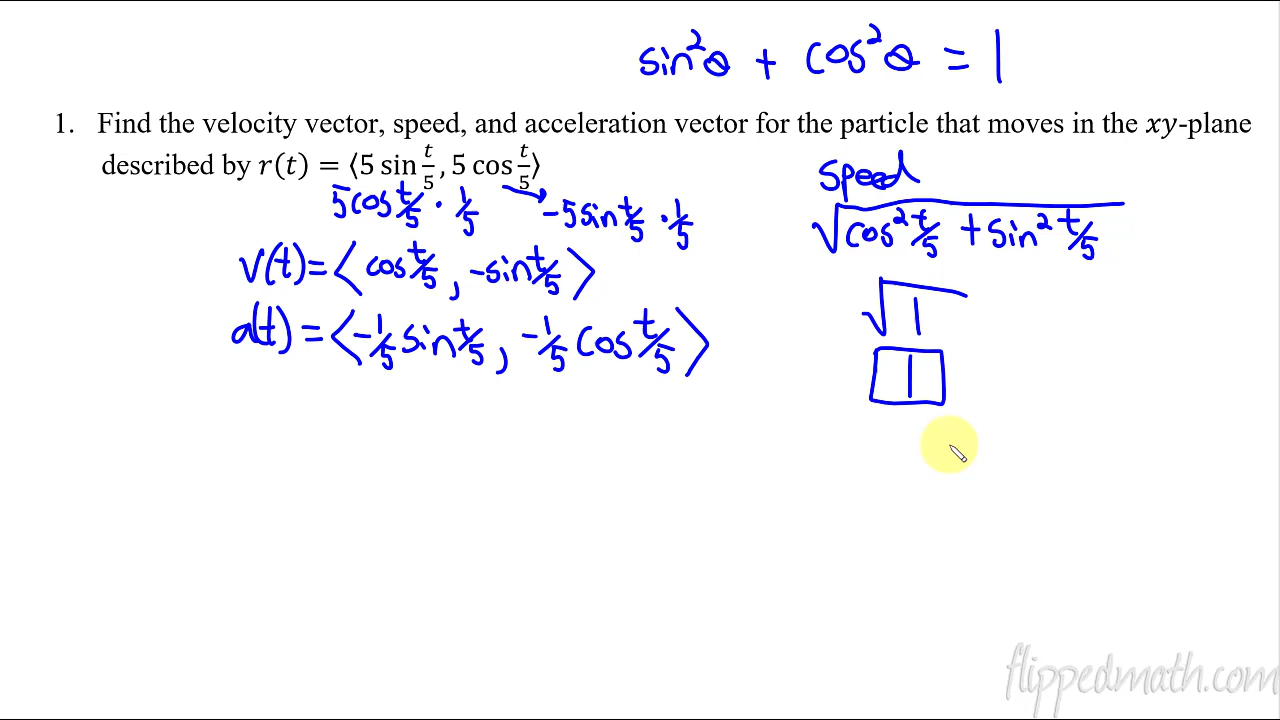 sin²θ + cos²θ = 1
1. Find the velocity vector, speed, and acceleration vector for the particle that moves in the xy-plane
described by r(t) = ⟨5 sin t/5, 5 cos t/5⟩
5cos t/5 · 1/5 → -5sin t/5 · 1/5
v(t) = ⟨cos t/5, -sin t/5⟩
a(t) = ⟨-1/5 sin t/5, -1/5 cos t/5⟩
Speed
√(cos² t/5 + sin² t/5)
√1
1
flippedmath.com